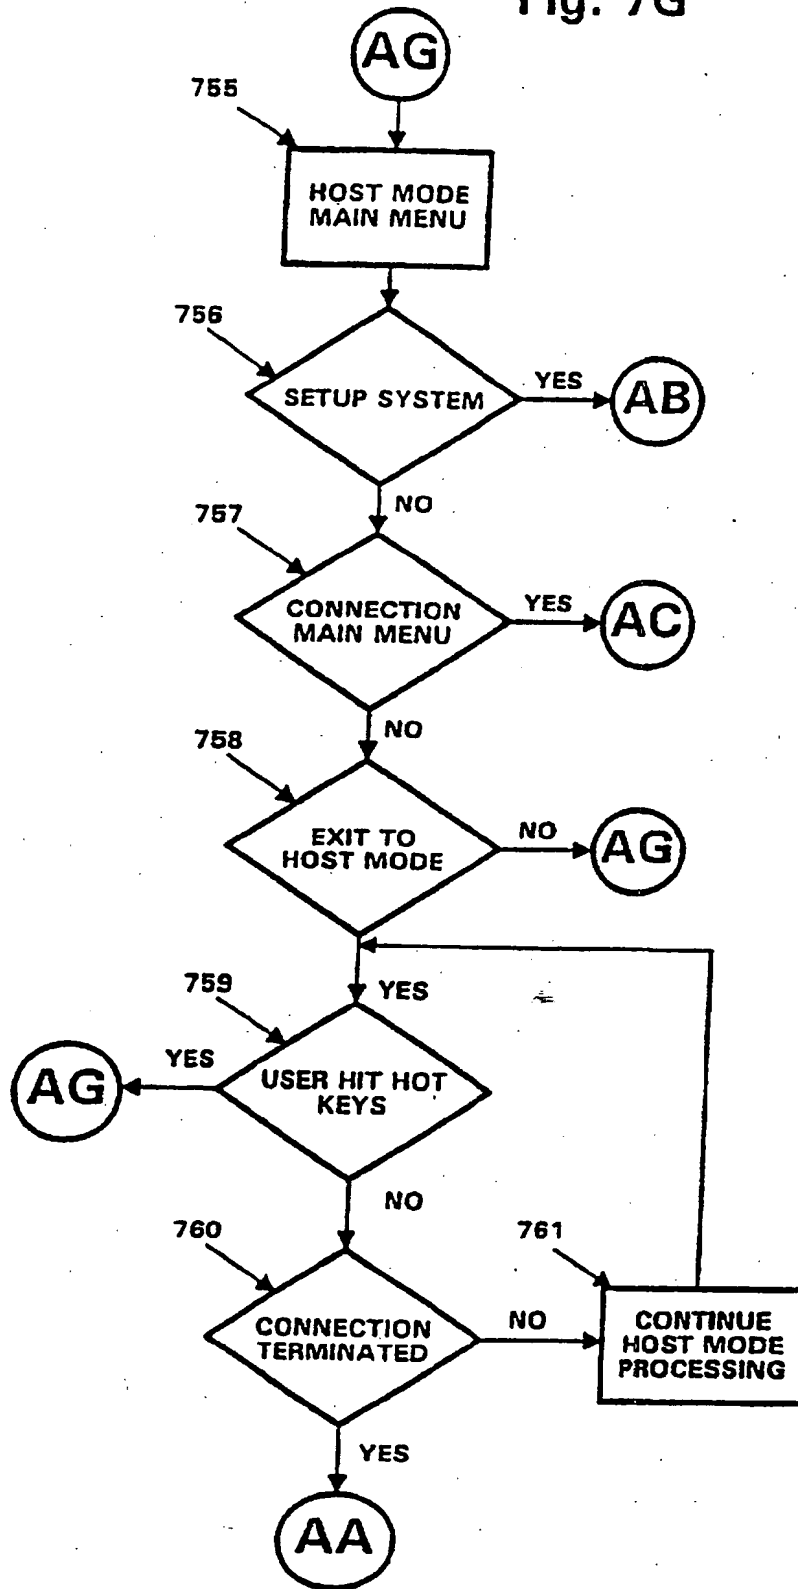 Fig. 7G
AG
755
HOST MODE
MAIN MENU
756
SETUP SYSTEM
YES
AB
NO
757
CONNECTION
MAIN MENU
YES
AC
NO
758
EXIT TO
HOST MODE
NO
AG
YES
759
USER HIT HOT
KEYS
YES
AG
NO
760
CONNECTION
TERMINATED
NO
761
CONTINUE
HOST MODE
PROCESSING
YES
AA